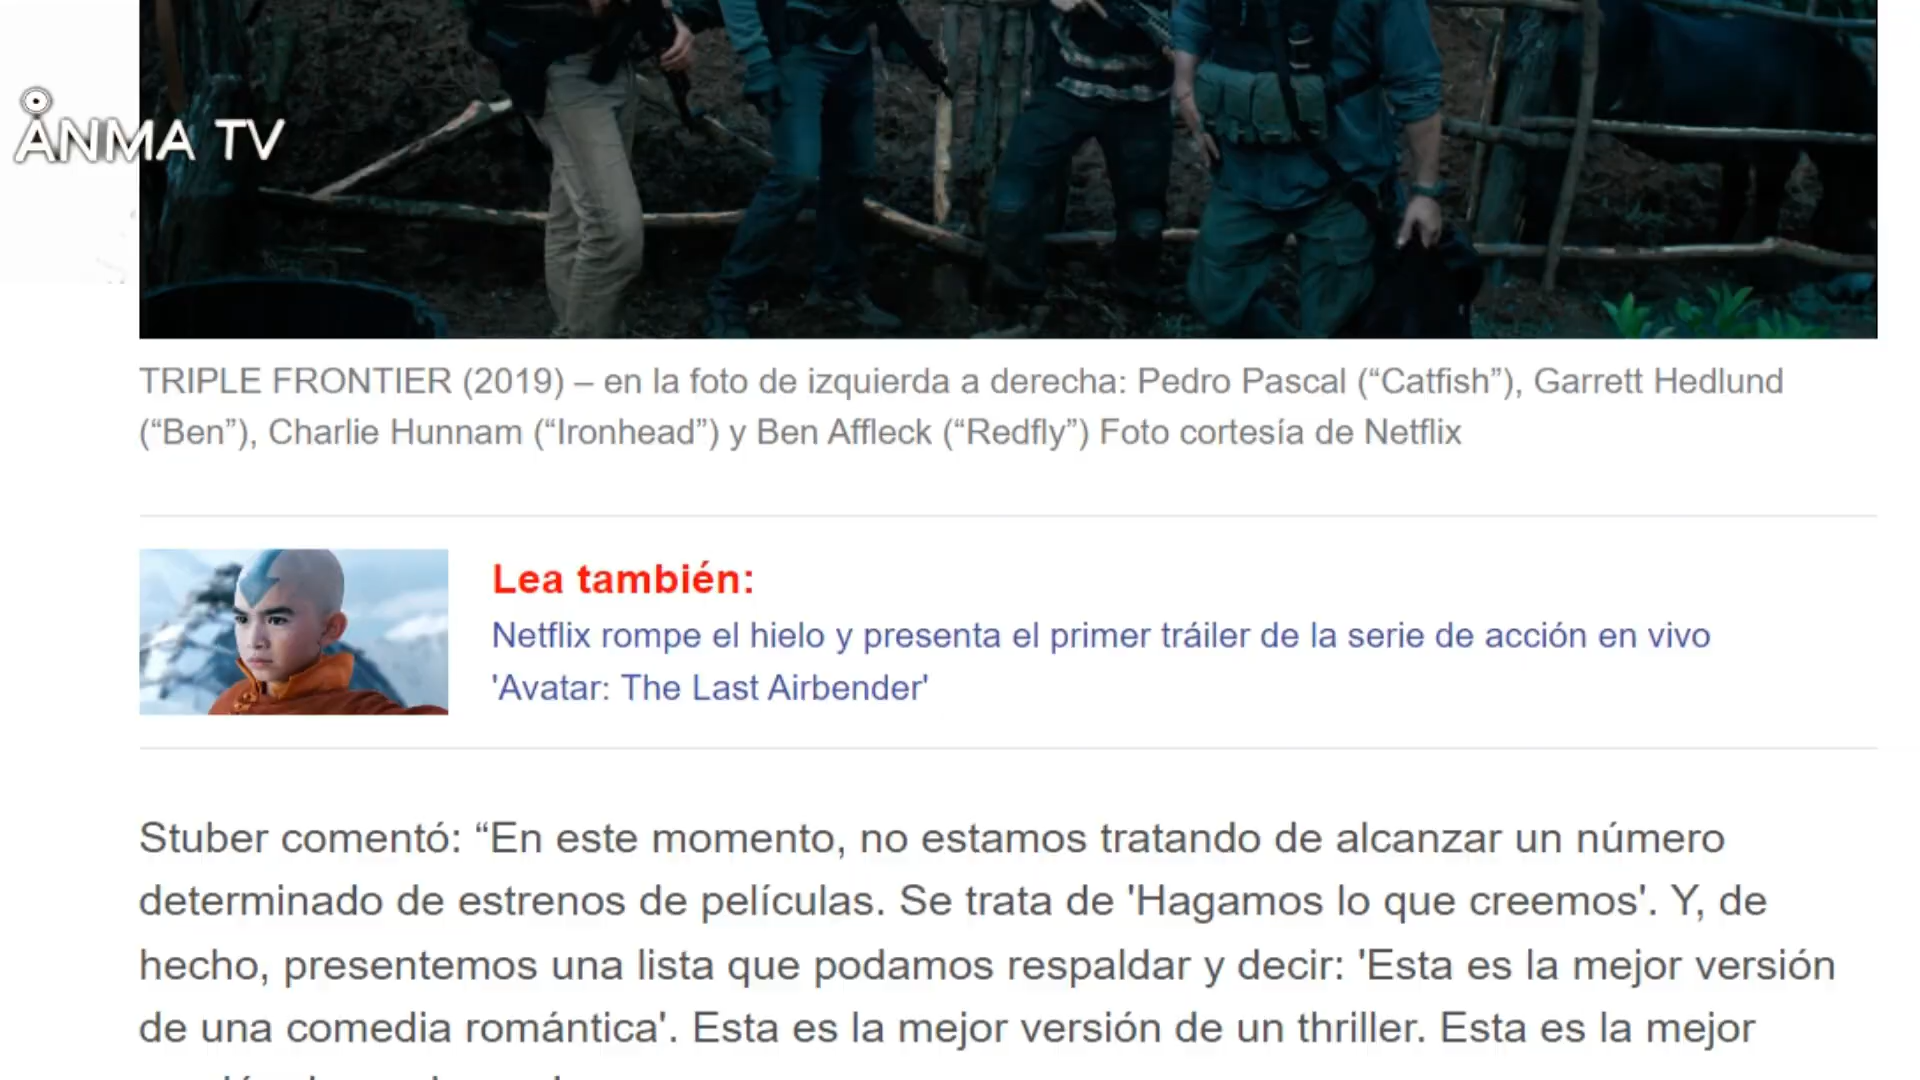 ANMA TV
TRIPLE FRONTIER (2019) – en la foto de izquierda a derecha: Pedro Pascal (“Catfish”), Garrett Hedlund
(“Ben”), Charlie Hunnam (“Ironhead”) y Ben Affleck (“Redfly”) Foto cortesía de Netflix
Lea también:
Netflix rompe el hielo y presenta el primer tráiler de la serie de acción en vivo
'Avatar: The Last Airbender'
Stuber comentó: “En este momento, no estamos tratando de alcanzar un número
determinado de estrenos de películas. Se trata de 'Hagamos lo que creemos'. Y, de
hecho, presentemos una lista que podamos respaldar y decir: 'Esta es la mejor versión
de una comedia romántica'. Esta es la mejor versión de un thriller. Esta es la mejor